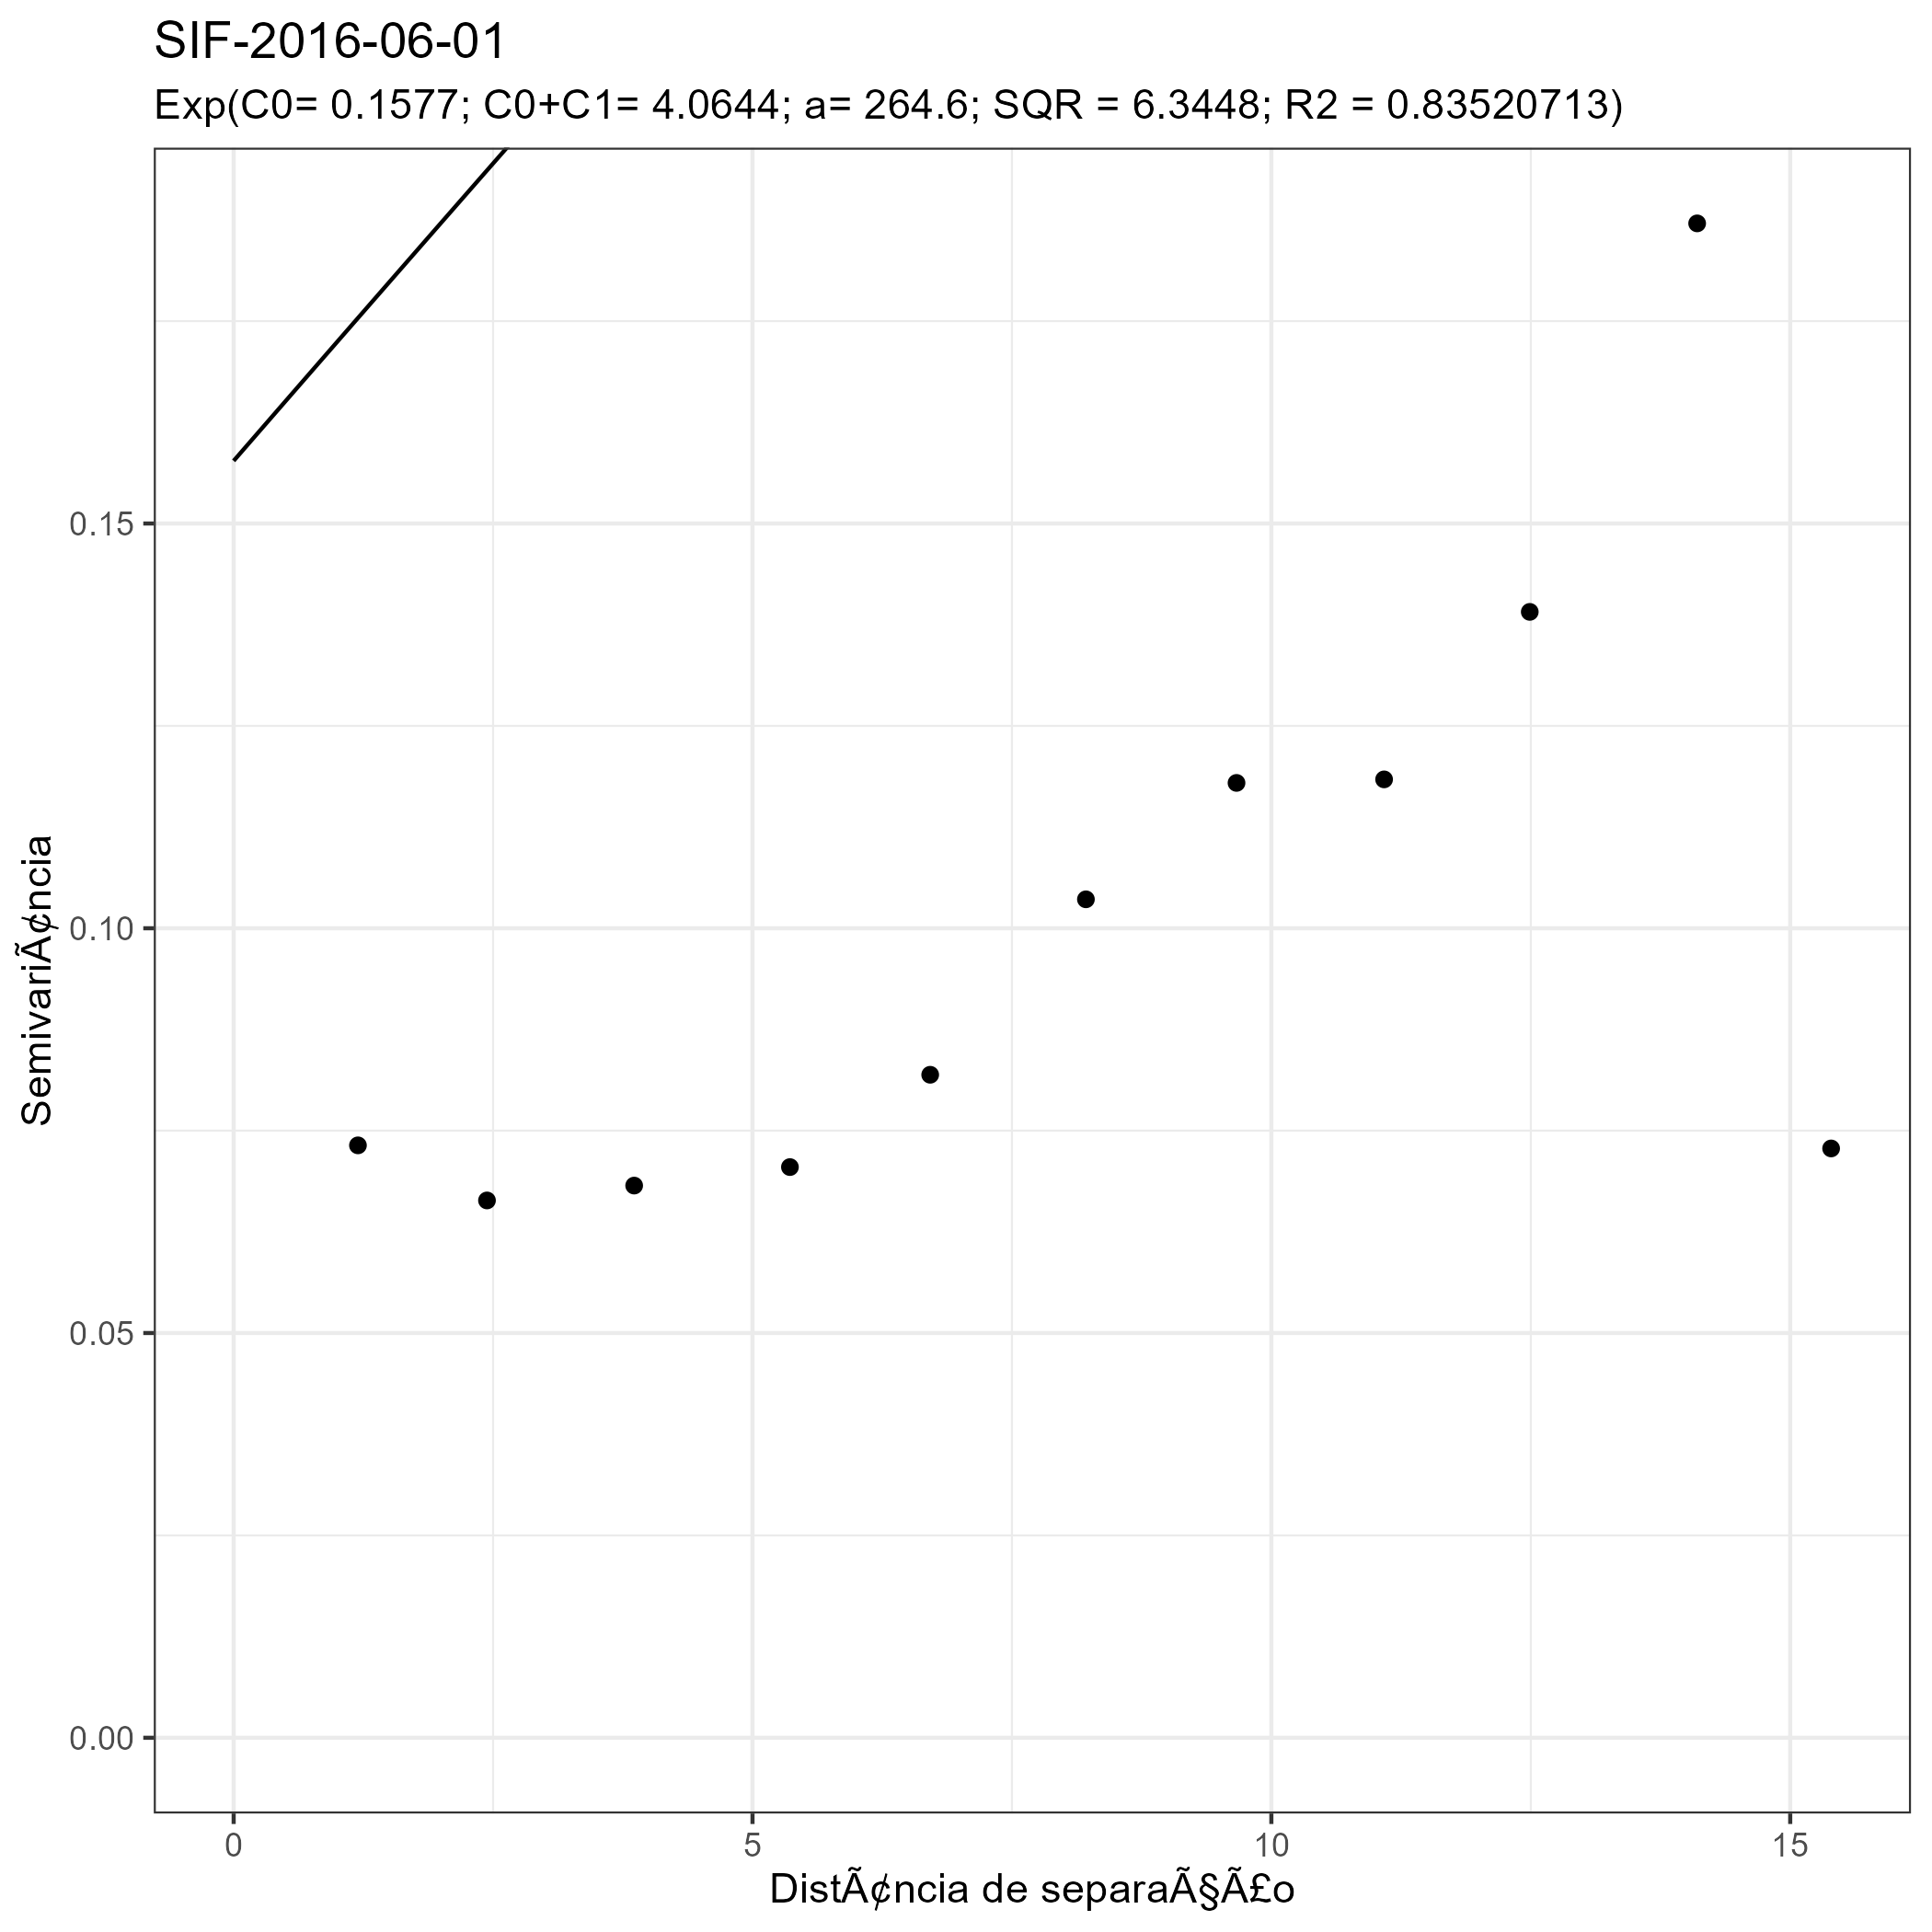 SIF-2016-06-01
Exp(C0= 0.1577; C0+C1= 4.0644; a= 264.6; SQR = 6.3448; R2 = 0.83520713)
SemivariÃ¢ncia
0.15
0.10
0.05
0.00
0 5 10 15
DistÃ¢ncia de separaÃ§Ã£o